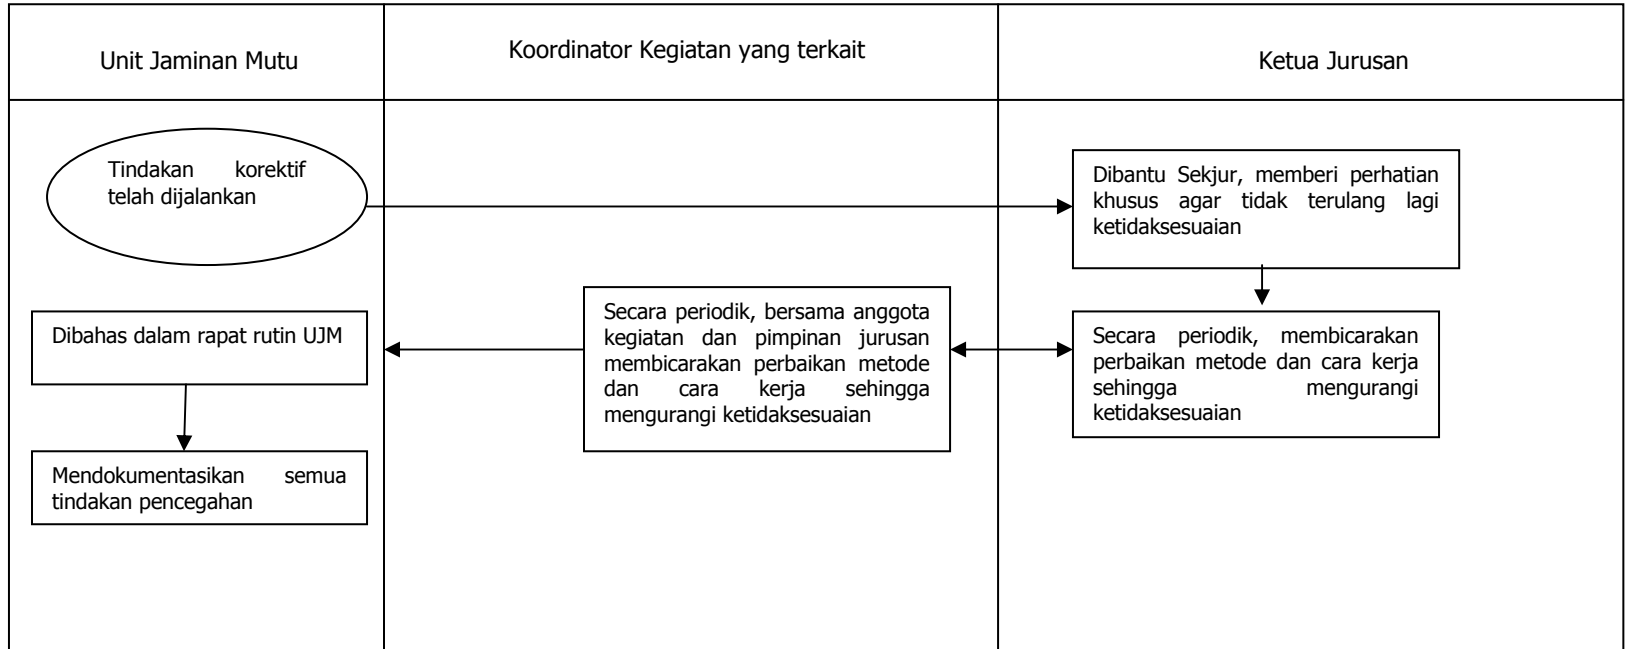 Unit Jaminan Mutu
Koordinator Kegiatan yang terkait
Ketua Jurusan
Tindakan korektif
telah dijalankan
Dibantu Sekjur, memberi perhatian
khusus agar tidak terulang lagi
ketidaksesuaian
Secara periodik, membicarakan
perbaikan metode dan cara kerja
sehingga mengurangi
ketidaksesuaian
Secara periodik, bersama anggota
kegiatan dan pimpinan jurusan
membicarakan perbaikan metode
dan cara kerja sehingga
mengurangi ketidaksesuaian
Dibahas dalam rapat rutin UJM
Mendokumentasikan semua
tindakan pencegahan